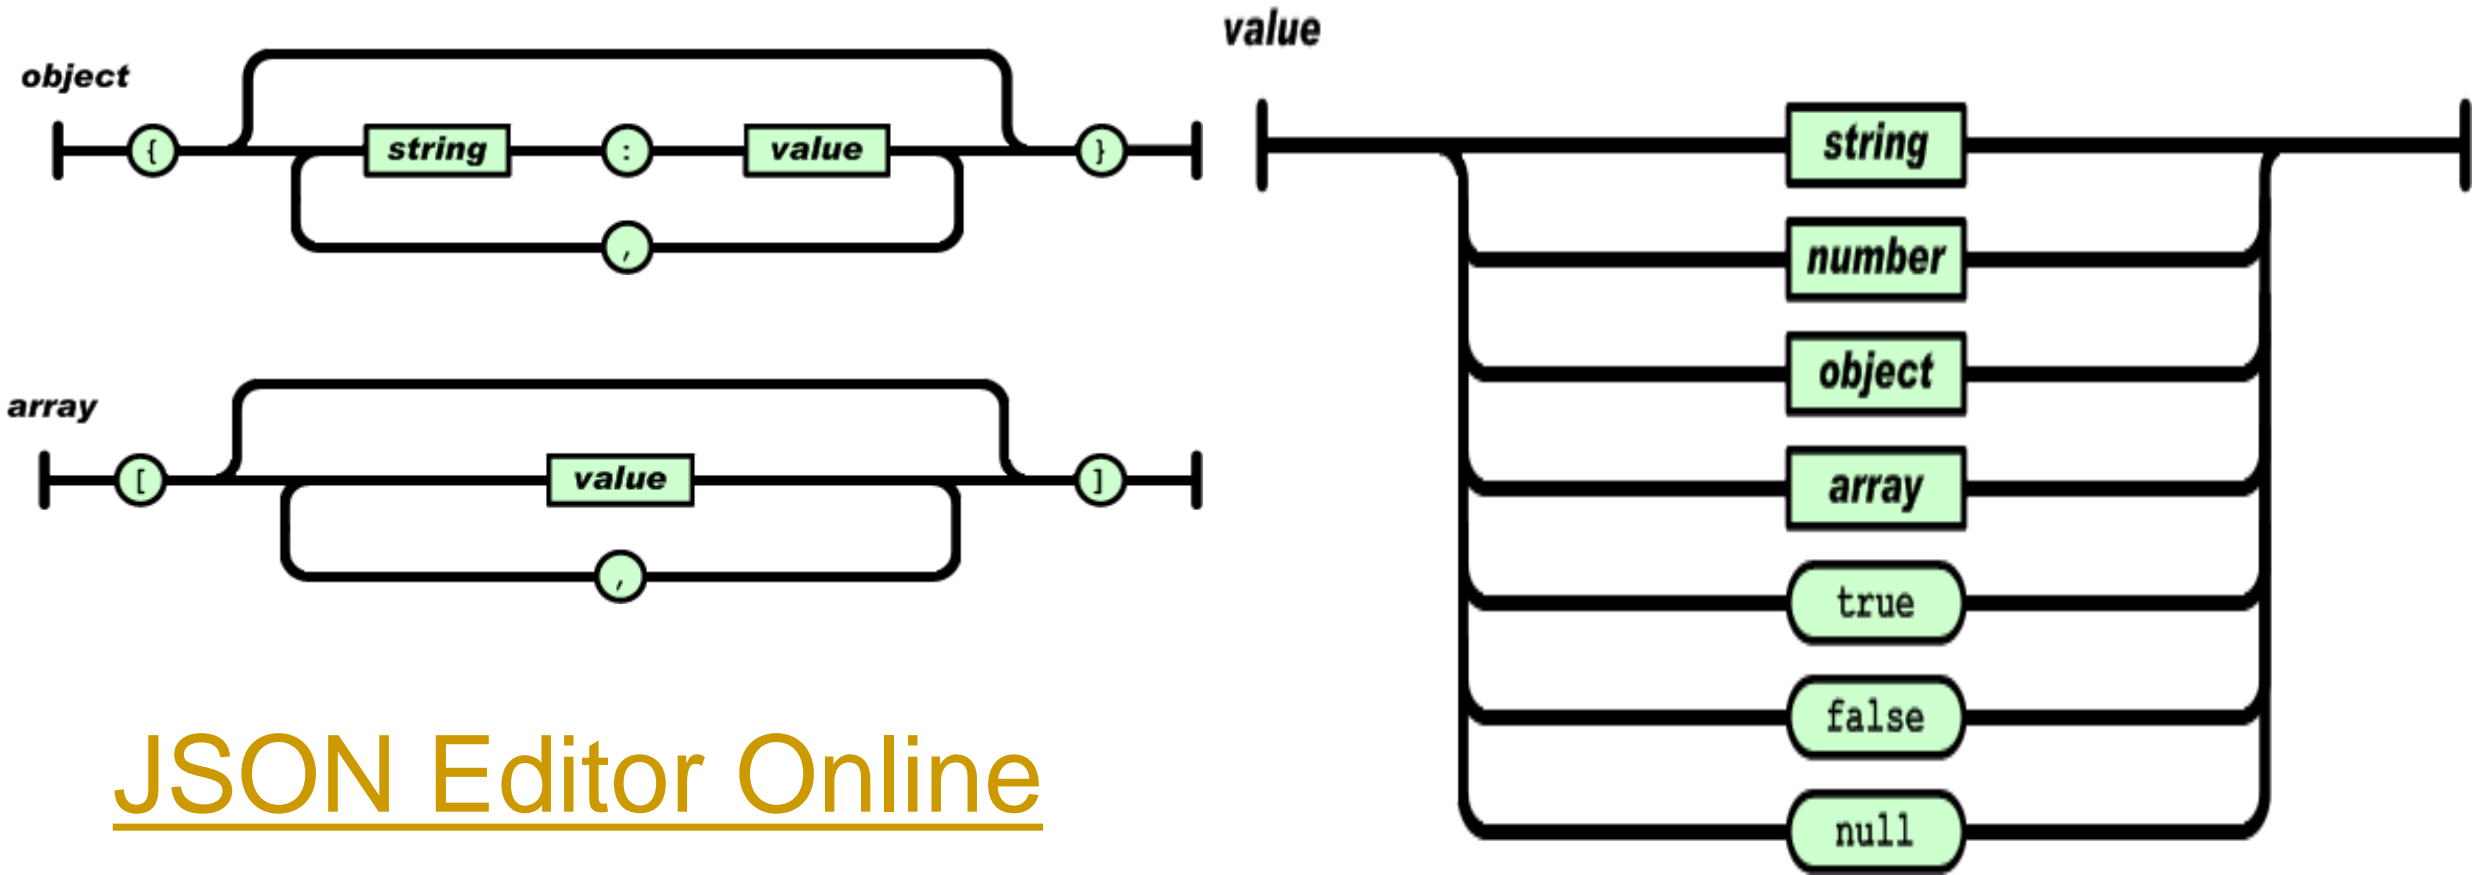 object
{ string : value }
,
array
[ value ]
,
JSON Editor Online
value
string
number
object
array
true
false
null